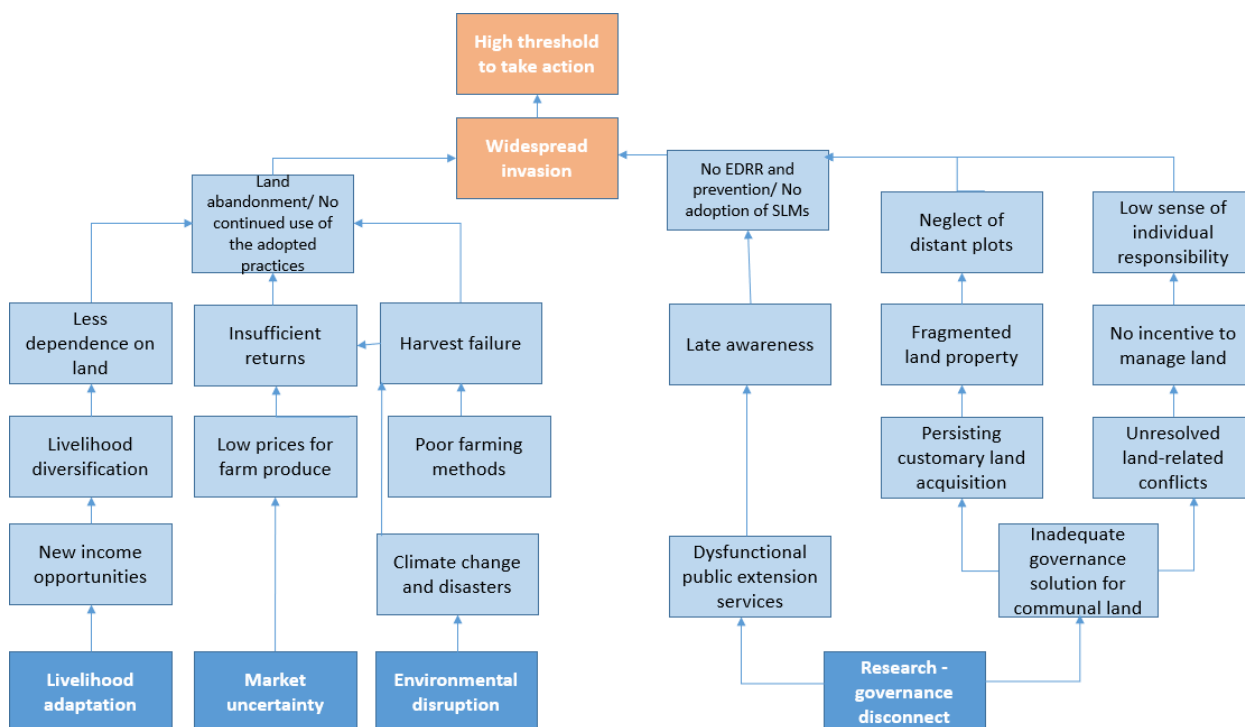 High threshold
to take action
Widespread
invasion
Land
abandonment/ No
continued use of
the adopted
practices
No EDRR and
prevention/ No
adoption of SLMs
Neglect of
distant plots
Low sense of
individual
responsibility
Less
dependence on
land
Insufficient
returns
Harvest failure
Late awareness
Fragmented
land property
No incentive to
manage land
Livelihood
diversification
Low prices for
farm produce
Poor farming
methods
Persisting
customary land
acquisition
Unresolved
land-related
conflicts
New income
opportunities
Climate change
and disasters
Dysfunctional
public extension
services
Inadequate
governance
solution for
communal land
Livelihood
adaptation
Market
uncertainty
Environmental
disruption
Research -
governance
disconnect